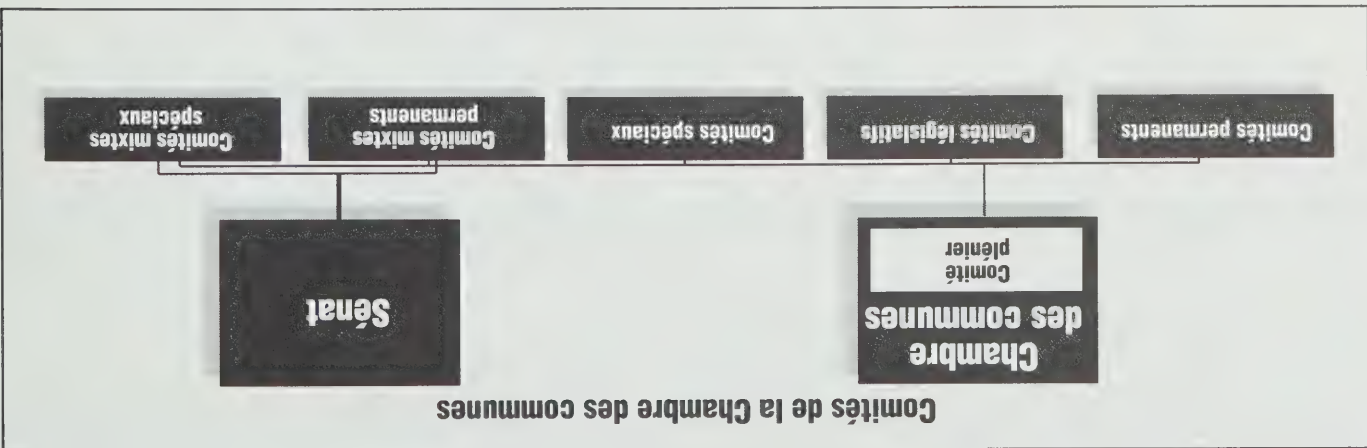 Comités de la Chambre des communes
Chambre
des communes
Comité
plénier
Sénat
Comités permanents
Comités législatifs
Comités spéciaux
Comités mixtes
permanents
Comités mixtes
spéciaux